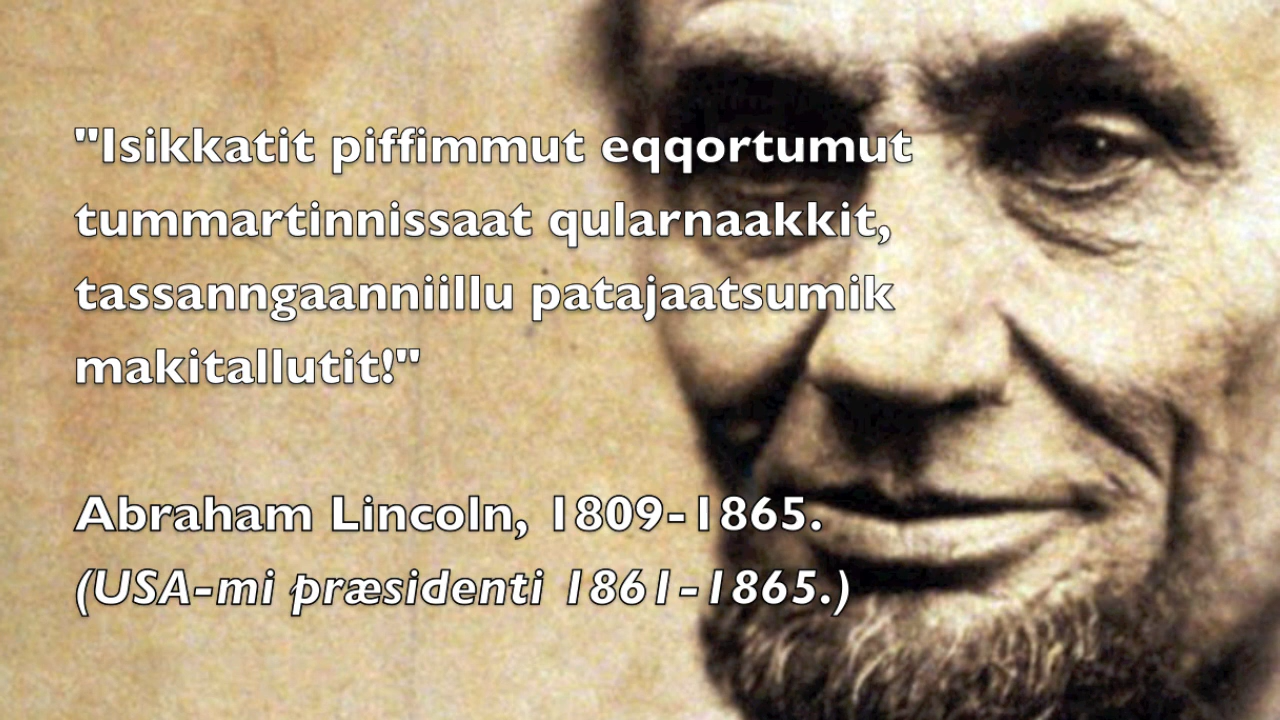 "Isikkatit piffimmut eqqortumut
tummartinnissaat qularnaakkit,
tassanngaanniillu patajaatsumik
makitallutit!"
Abraham Lincoln, 1809-1865.
(USA-mi præsidenti 1861-1865.)